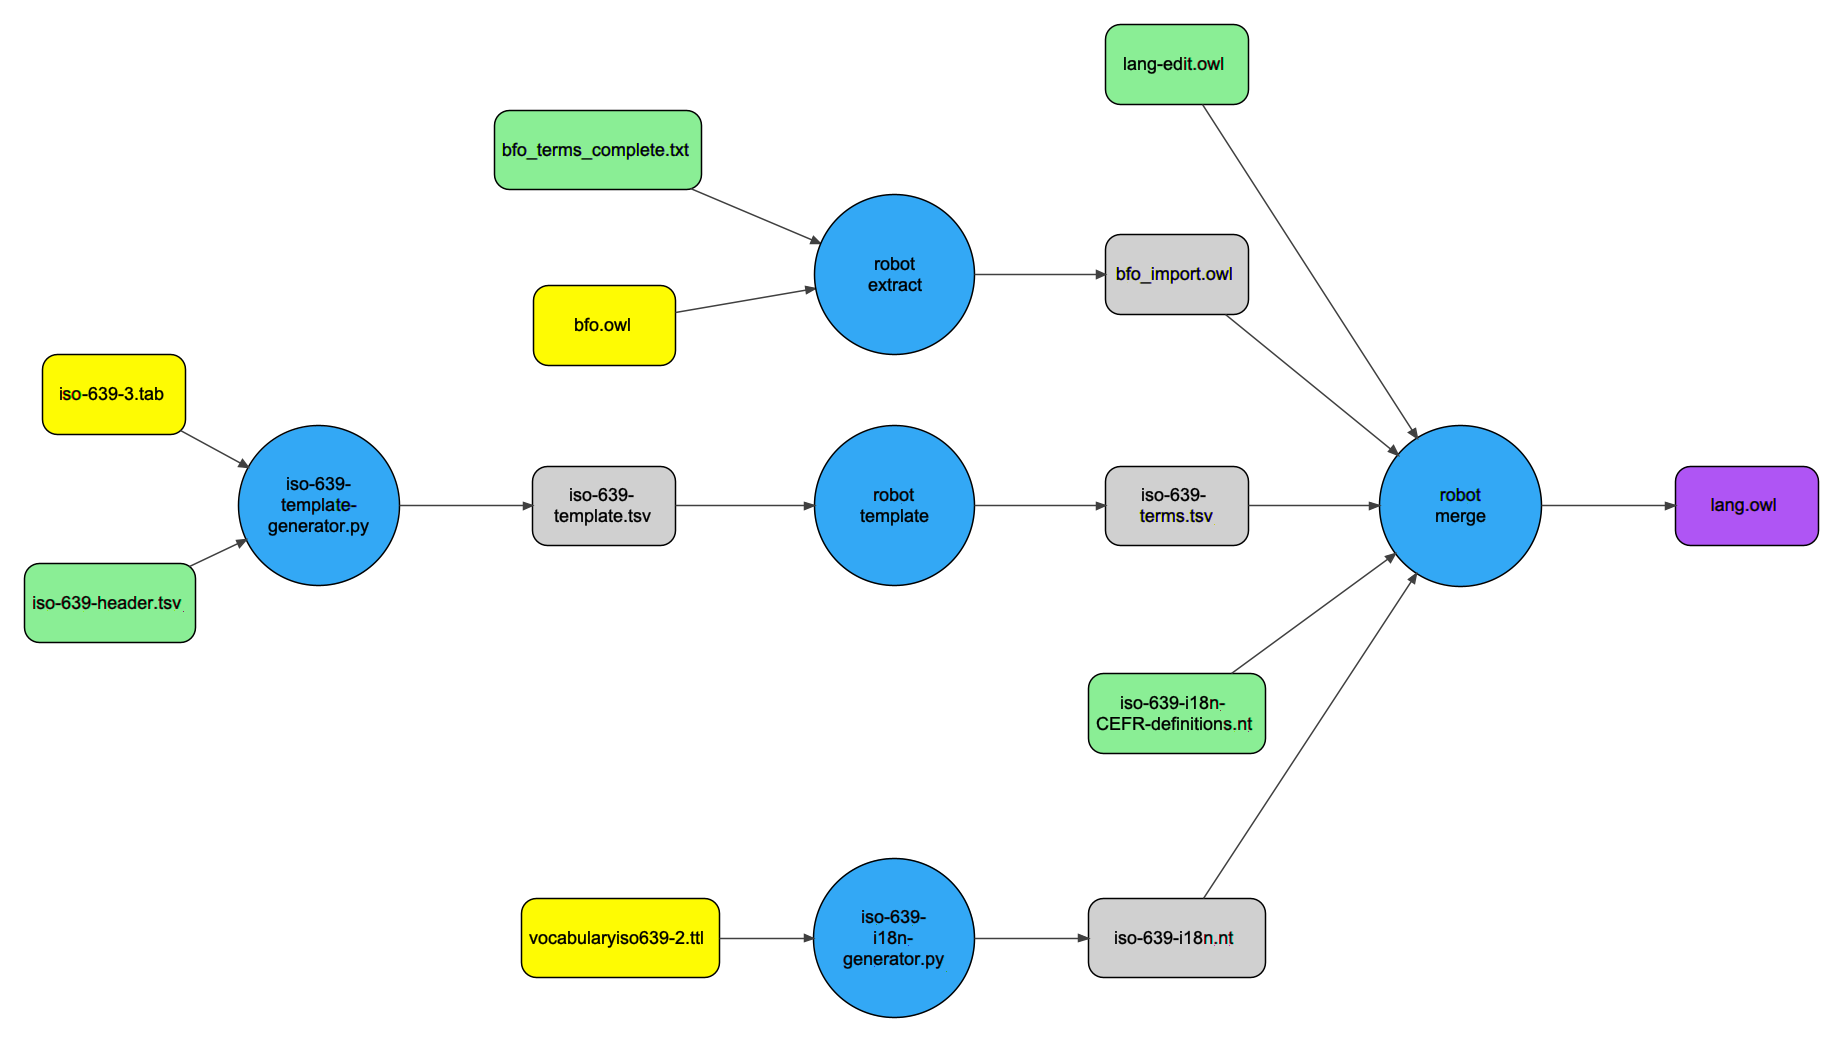 lang-edit.owl
bfo_terms_complete.txt
robot
extract
bfo_import.owl
bfo.owl
iso-639-3.tab
iso-639-
template-
generator.py
iso-639-
template.tsv
robot
template
iso-639-
terms.tsv
robot
merge
lang.owl
iso-639-header.tsv
iso-639-i18n-
CEFR-definitions.nt
vocabularyiso639-2.ttl
iso-639-
i18n-
generator.py
iso-639-i18n.nt